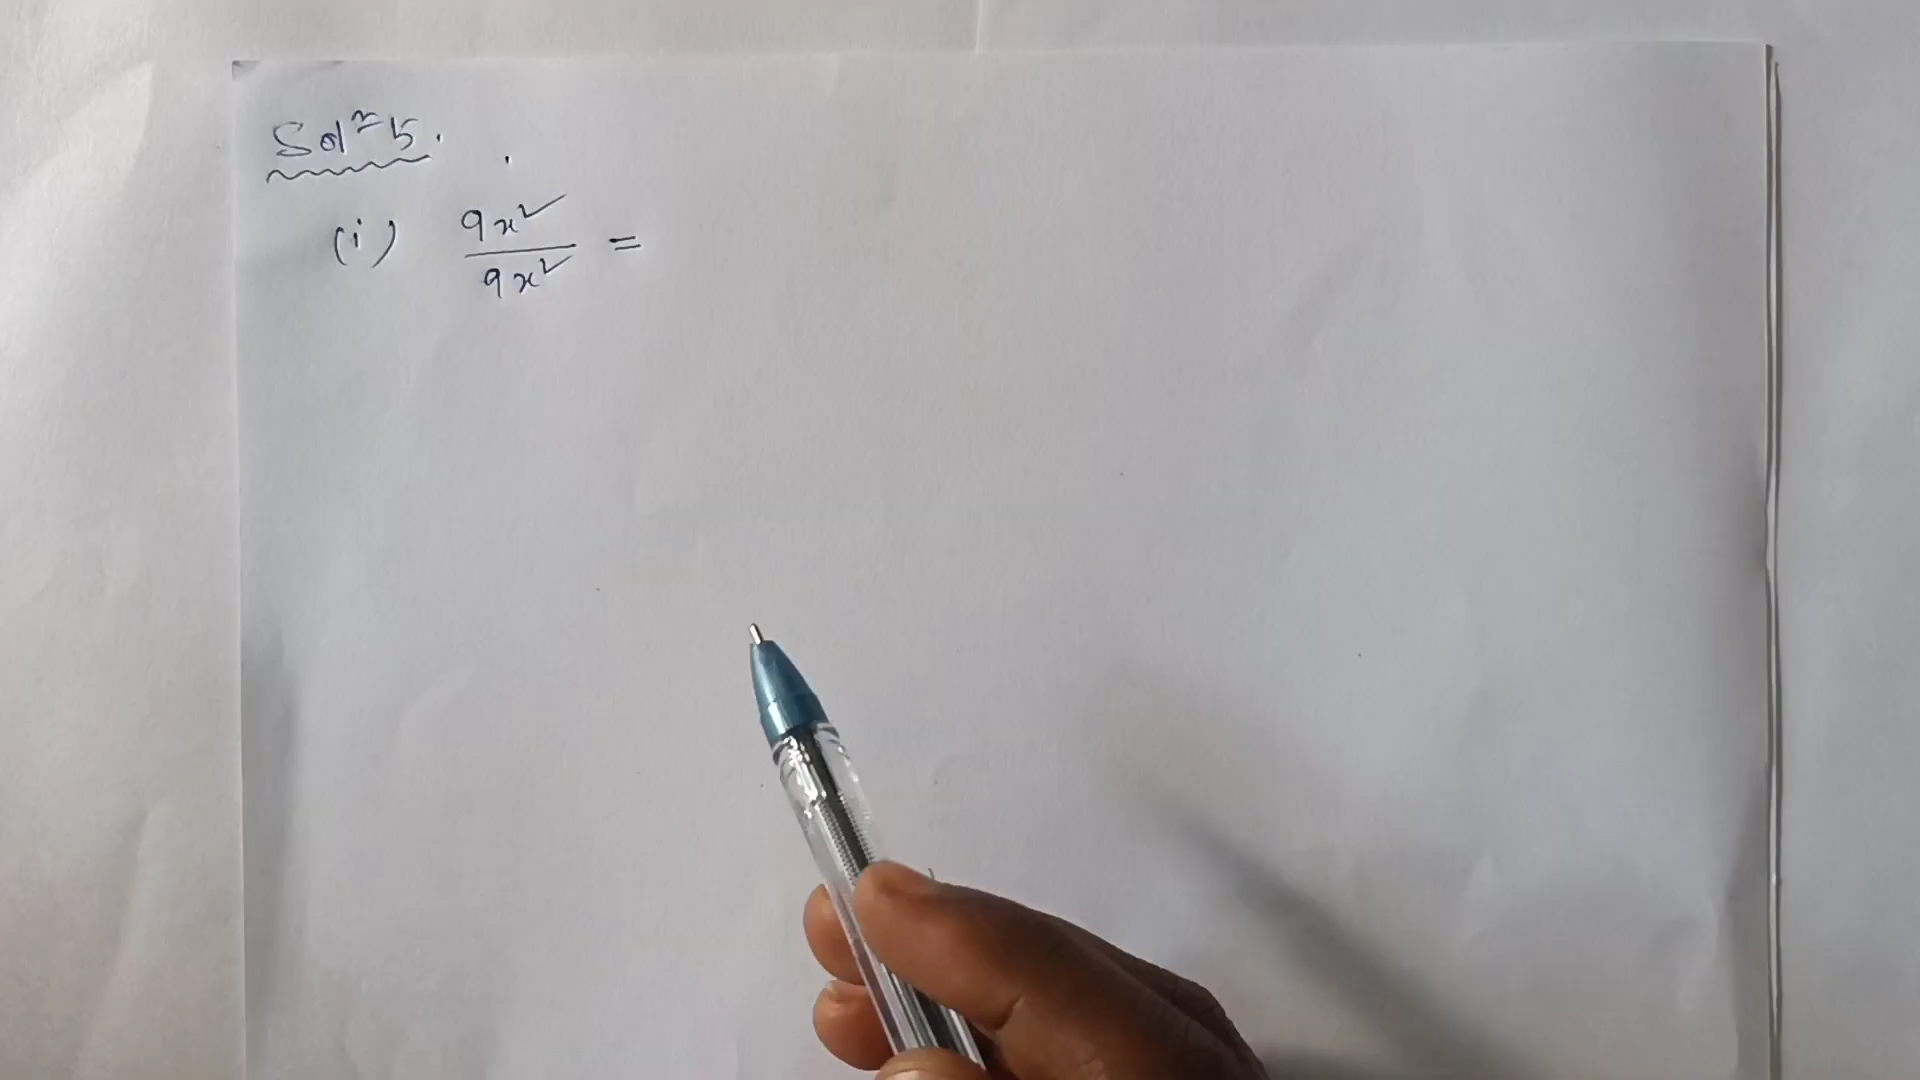 Solⁿ 5.
(i) 9x²/9x² =